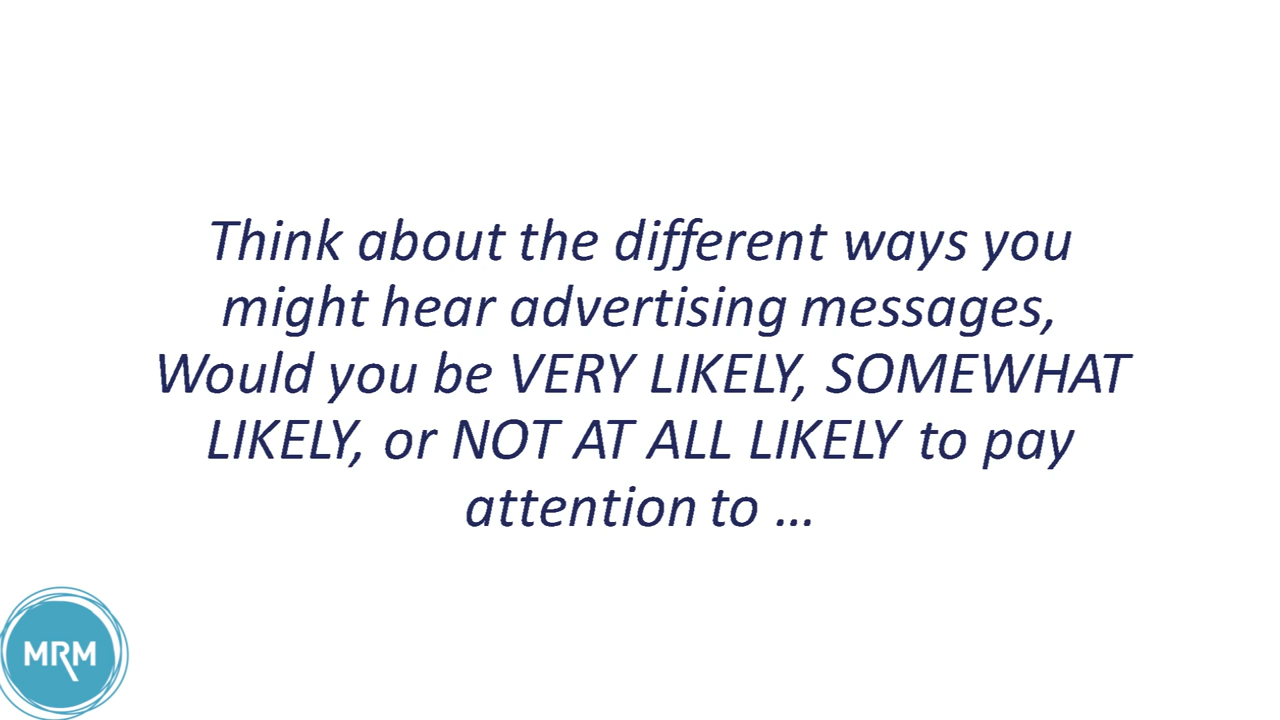 Think about the different ways you
might hear advertising messages,
Would you be VERY LIKELY, SOMEWHAT
LIKELY, or NOT AT ALL LIKELY to pay
attention to …
MRM